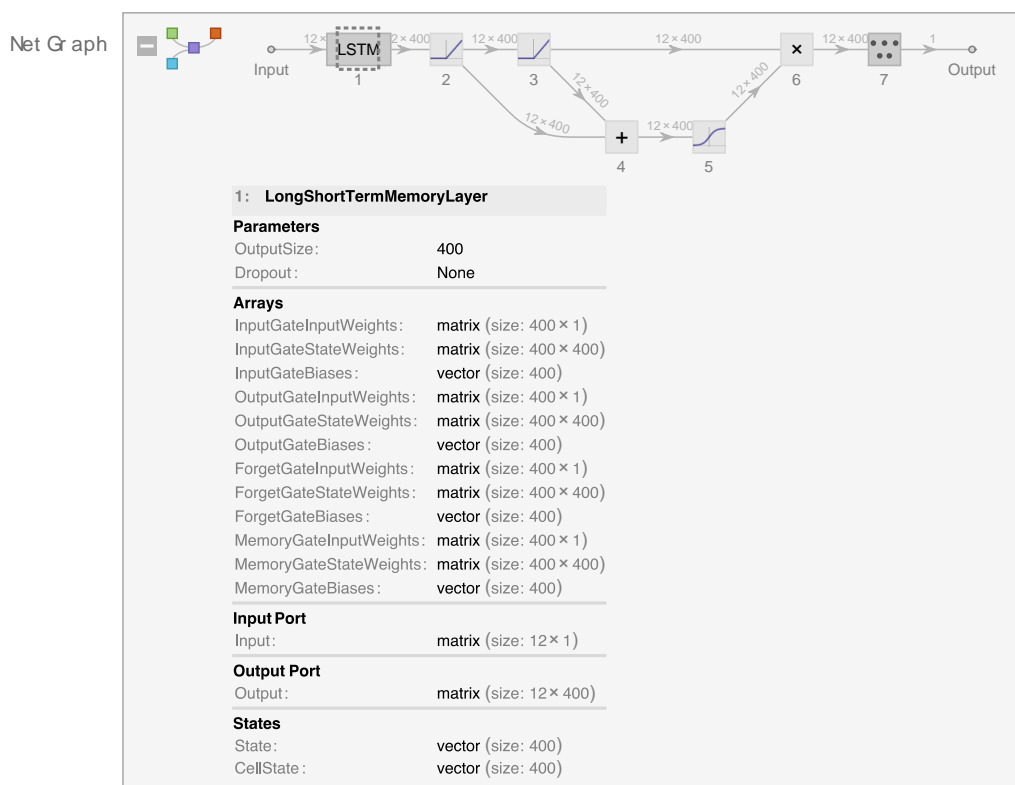 Net Graph
Input 12× LSTM 12×400 12×400 12×400 × 12×400 1 Output
1 2 3 6 7
12×400 12×400
12×400 + 12×400
4 5
1: LongShortTermMemoryLayer
Parameters
OutputSize: 400
Dropout: None
Arrays
InputGateInputWeights: matrix (size: 400×1)
InputGateStateWeights: matrix (size: 400×400)
InputGateBiases: vector (size: 400)
OutputGateInputWeights: matrix (size: 400×1)
OutputGateStateWeights: matrix (size: 400×400)
OutputGateBiases: vector (size: 400)
ForgetGateInputWeights: matrix (size: 400×1)
ForgetGateStateWeights: matrix (size: 400×400)
ForgetGateBiases: vector (size: 400)
MemoryGateInputWeights: matrix (size: 400×1)
MemoryGateStateWeights: matrix (size: 400×400)
MemoryGateBiases: vector (size: 400)
Input Port
Input: matrix (size: 12×1)
Output Port
Output: matrix (size: 12×400)
States
State: vector (size: 400)
CellState: vector (size: 400)